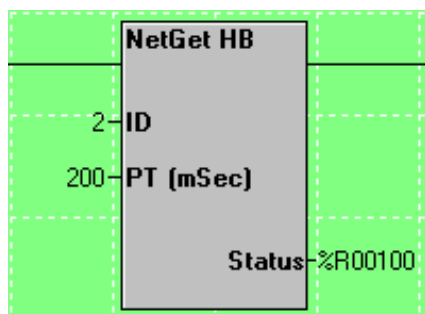 NetGet HB
2 ID
200 PT (mSec)
Status %R00100